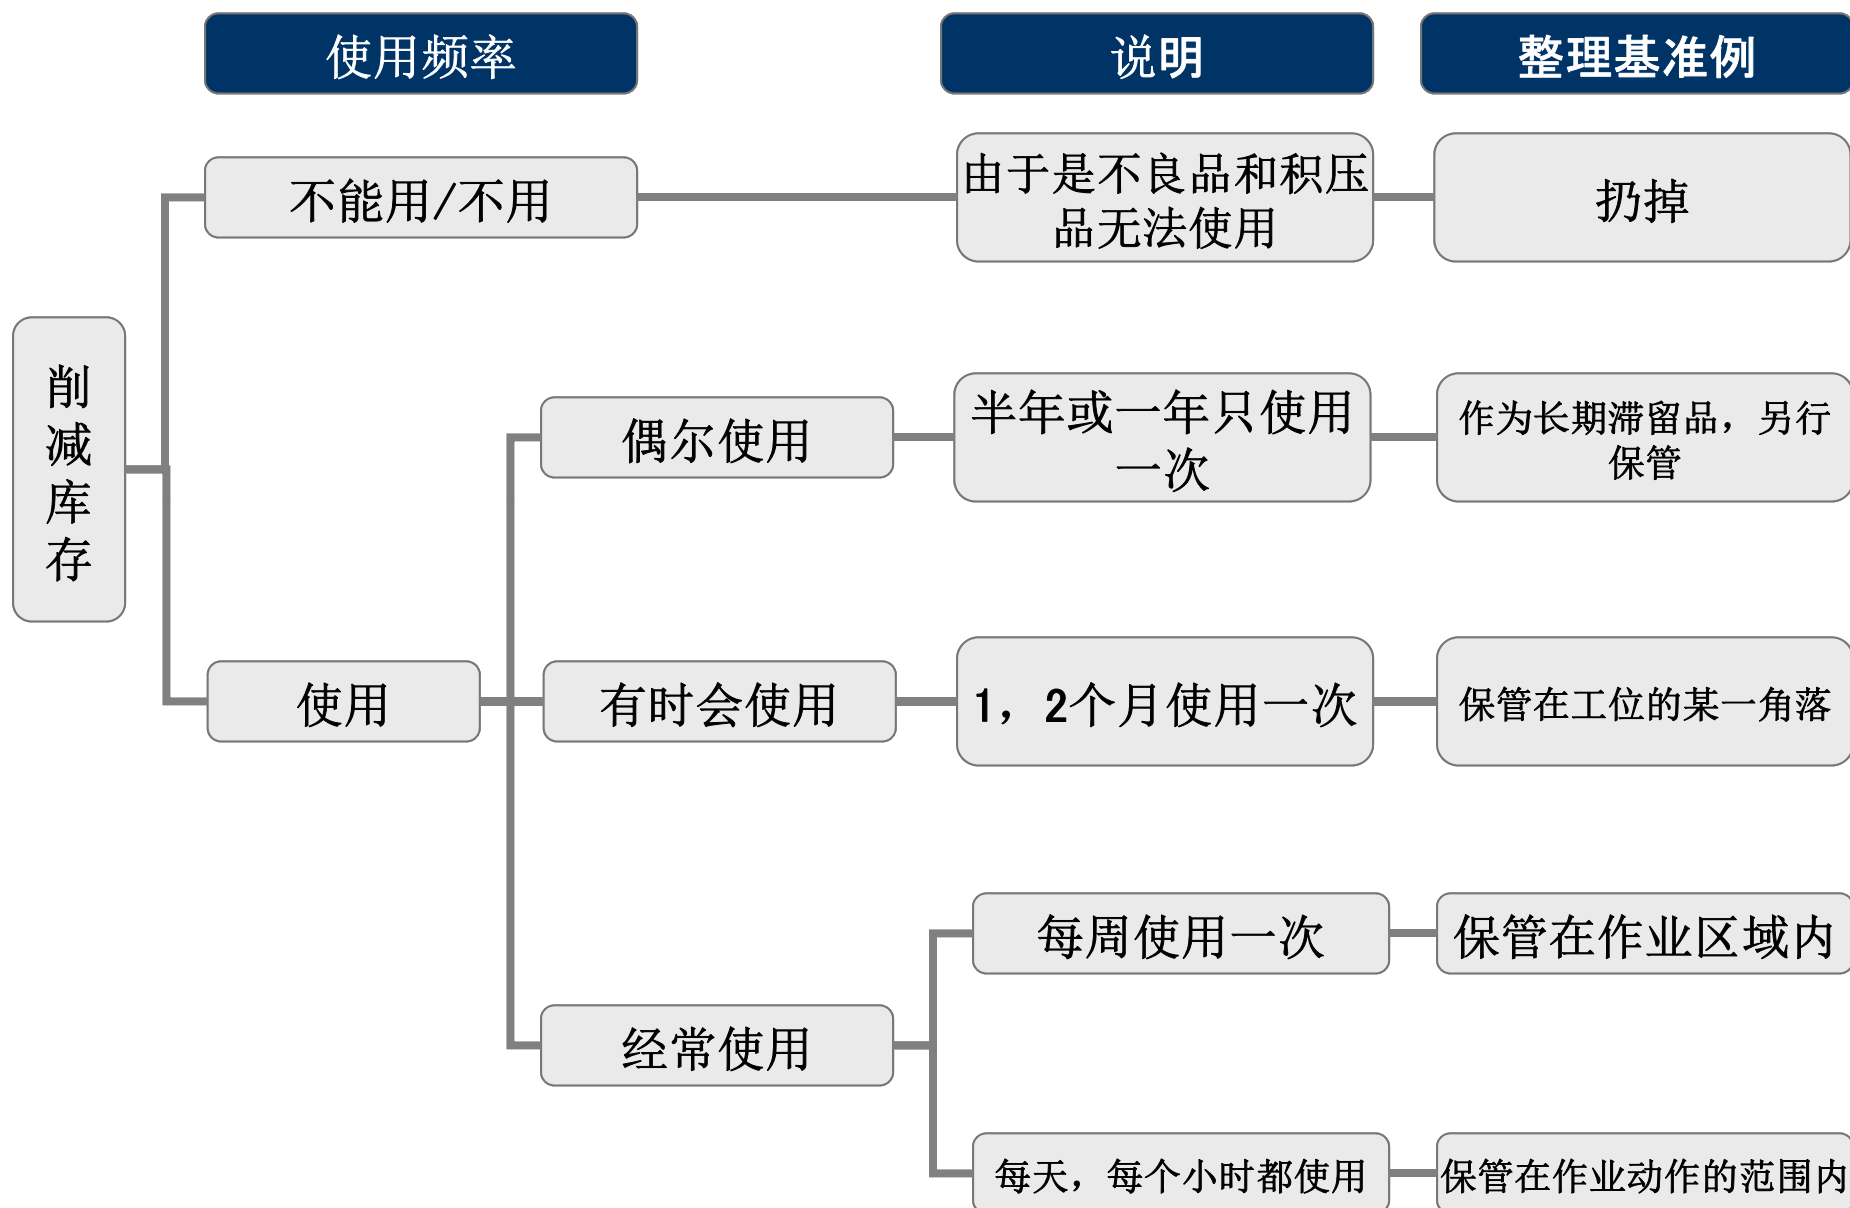 使用频率
说明
整理基准例
不能用/不用
由于是不良品和积压
品无法使用
扔掉
削
减
库
存
偶尔使用
半年或一年只使用
一次
作为长期滞留品，另行
保管
使用
有时会使用
1，2个月使用一次
保管在工位的某一角落
经常使用
每周使用一次
保管在作业区域内
每天，每个小时都使用
保管在作业动作的范围内